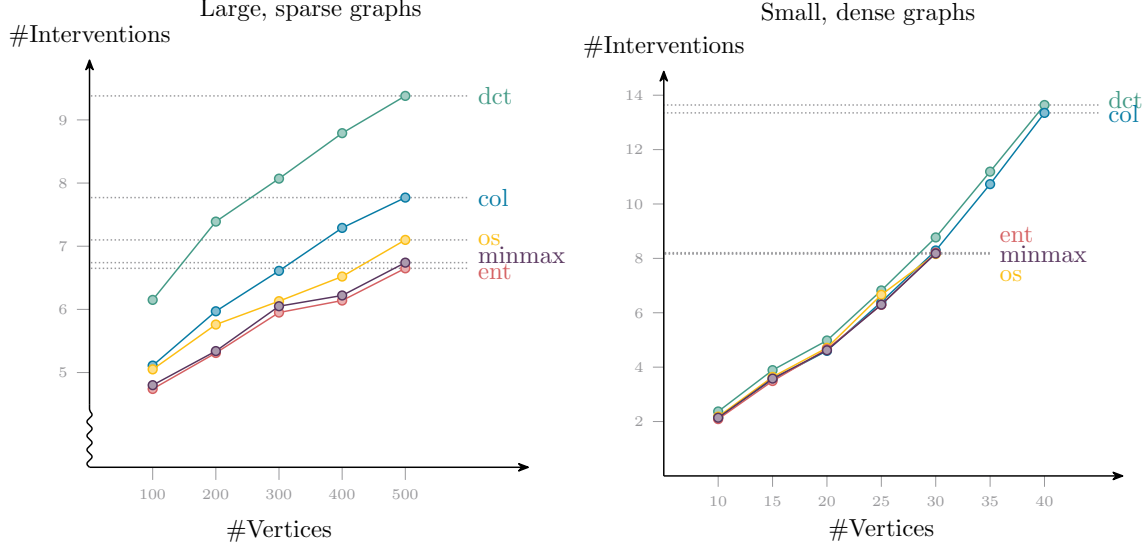 Large, sparse graphs
#Interventions
9
8
7
6
5
dct
col
os
minmax
ent
100 200 300 400 500
#Vertices
Small, dense graphs
#Interventions
14
12
10
8
6
4
2
dct
col
ent
minmax
os
10 15 20 25 30 35 40
#Vertices